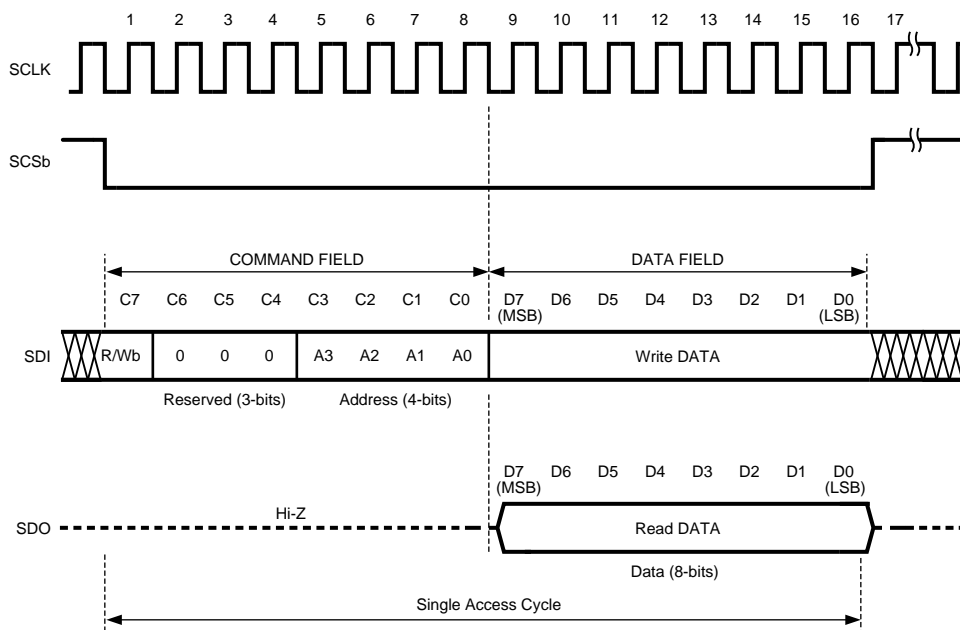 1 2 3 4 5 6 7 8 9 10 11 12 13 14 15 16 17
SCLK
SCSb
COMMAND FIELD DATA FIELD
C7 C6 C5 C4 C3 C2 C1 C0 D7 D6 D5 D4 D3 D2 D1 D0
(MSB) (LSB)
SDI R/Wb 0 0 0 A3 A2 A1 A0 Write DATA
Reserved (3-bits) Address (4-bits)
D7 D6 D5 D4 D3 D2 D1 D0
(MSB) (LSB)
Hi-Z
SDO Read DATA
Data (8-bits)
Single Access Cycle